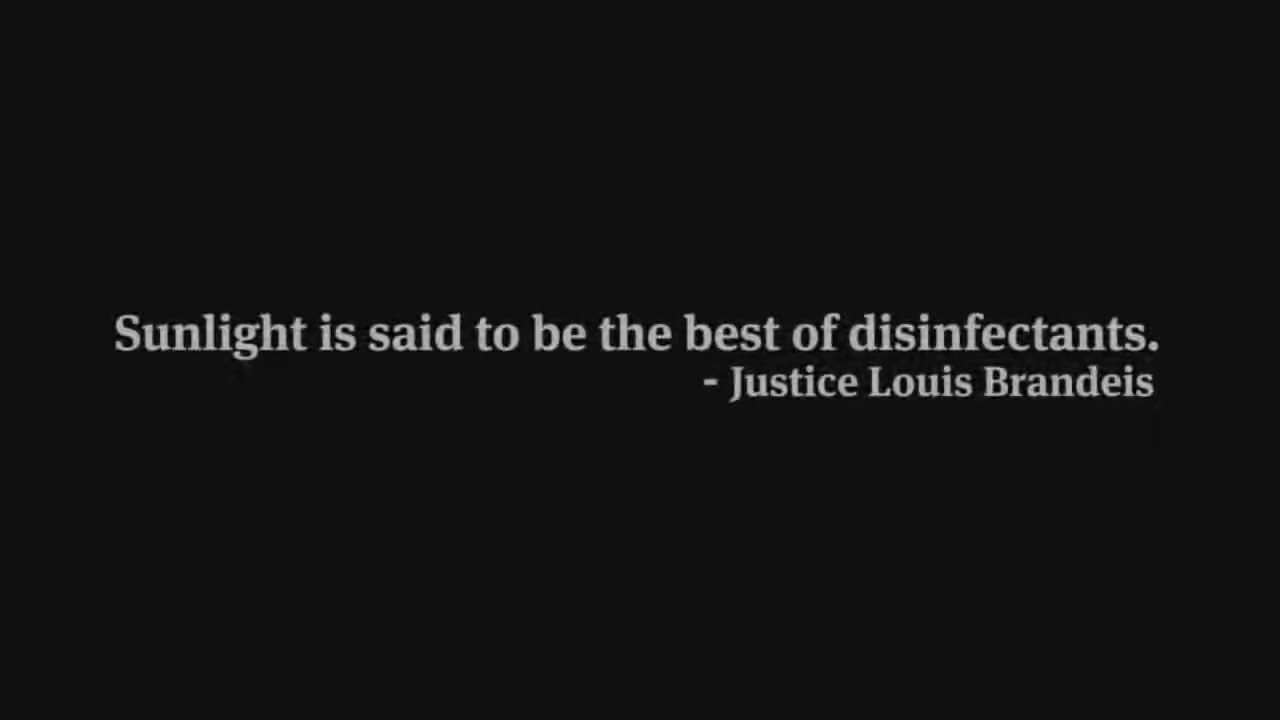 Sunlight is said to be the best of disinfectants.
- Justice Louis Brandeis